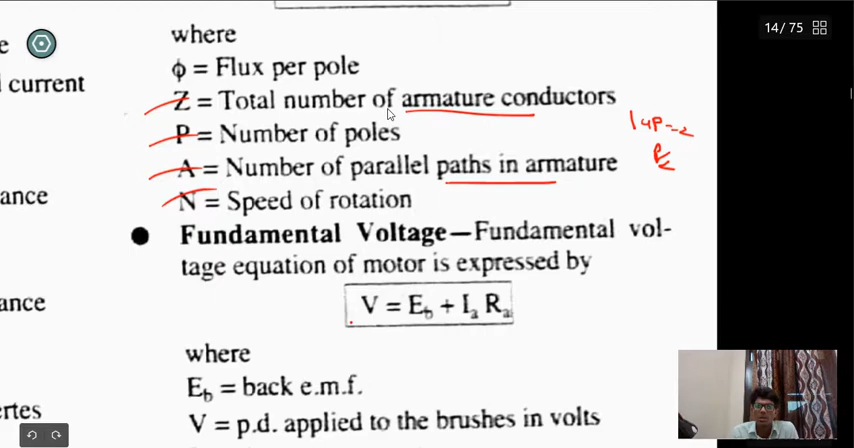 e
where
14 / 75
ɸ = Flux per pole
current
Z = Total number of armature conductors
P = Number of poles
A = Number of parallel paths in armature
ance
N = Speed of rotation
● Fundamental Voltage—Fundamental vol-
tage equation of motor is expressed by
V = E_b + I_a R_a
ance
where
E_b = back e.m.f.
ertes
V = p.d. applied to the brushes in volts